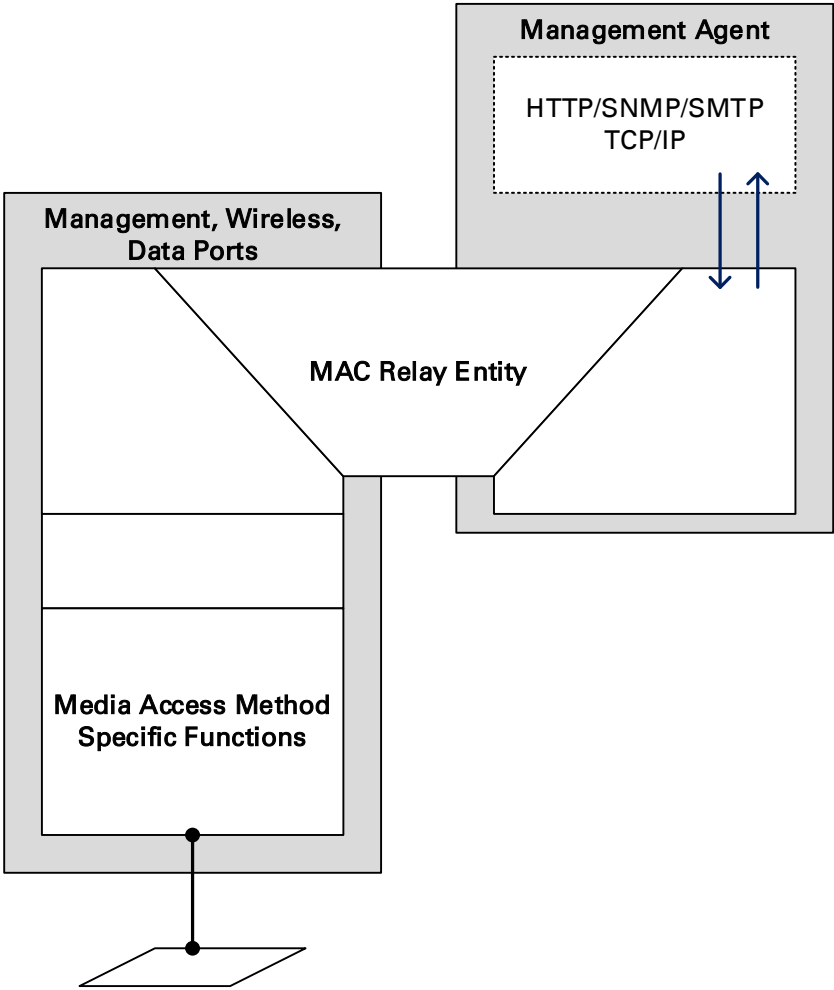 Management Agent
HTTP/SNMP/SMTP
TCP/IP
Management, Wireless,
Data Ports
MAC Relay Entity
Media Access Method
Specific Functions